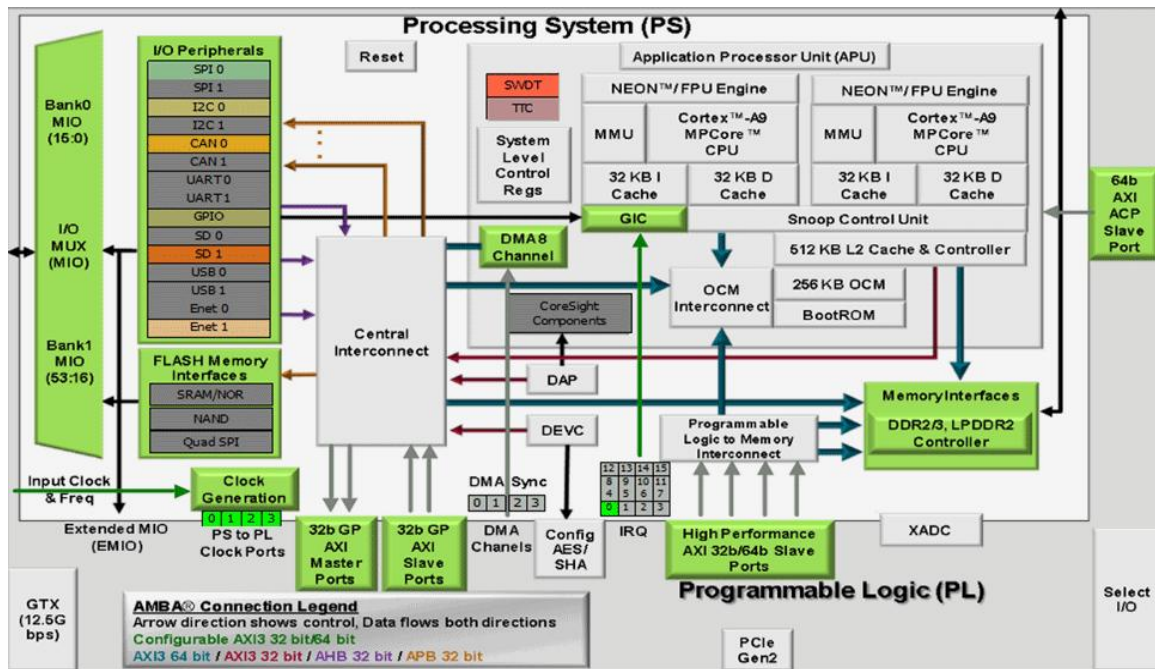 Processing System (PS)
I/O Peripherals
SPI 0
SPI 1
I2C 0
I2C 1
CAN 0
CAN 1
UART 0
UART 1
GPIO
SD 0
SD 1
USB 0
USB 1
Enet 0
Enet 1
Bank0
MIO
(15:0)
I/O
MUX
(MIO)
Bank1
MIO
(53:16)
FLASH Memory
Interfaces
SRAM/NOR
NAND
Quad SPI
Input Clock
& Freq
Clock
Generation
0 1 2 3
PS to PL
Clock Ports
Extended MIO
(EMIO)
Reset
Central
Interconnect
Application Processor Unit (APU)
SWDT
TTC
System
Level
Control
Regs
NEON™/ FPU Engine
MMU
Cortex™-A9
MPCore™
CPU
32 KB I
Cache
32 KB D
Cache
NEON™/ FPU Engine
MMU
Cortex™-A9
MPCore™
CPU
32 KB I
Cache
32 KB D
Cache
GIC
Snoop Control Unit
DMA8
Channel
512 KB L2 Cache & Controller
OCM
Interconnect
256 KB OCM
BootROM
CoreSight
Components
DAP
DEVC
Programmable
Logic to Memory
Interconnect
Memory Interfaces
DDR2/3, LPDDR2
Controller
64b
AXI
ACP
Slave
Port
DMA Sync
0 1 2 3
12 13 14 15
8 9 10 11
4 5 6 7
0 1 2 3
32b GP
AXI
Master
Ports
32b GP
AXI
Slave
Ports
DMA
Channels
Config
AES/
SHA
IRQ
High Performance
AXI 32b/64b Slave
Ports
XADC
Programmable Logic (PL)
GTX
(12.5G
bps)
AMBA® Connection Legend
Arrow direction shows control, Data flows both directions
Configurable AXI3 32 bit/64 bit
AXI3 64 bit / AXI3 32 bit / AHB 32 bit / APB 32 bit
PCIe
Gen2
Select
I/O